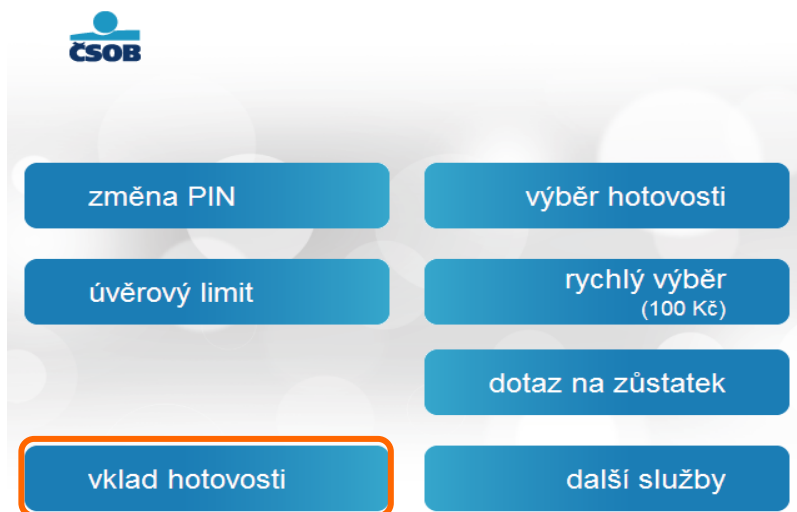 ČSOB
změna PIN
výběr hotovosti
úvěrový limit
rychlý výběr
(100 Kč)
dotaz na zůstatek
vklad hotovosti
další služby